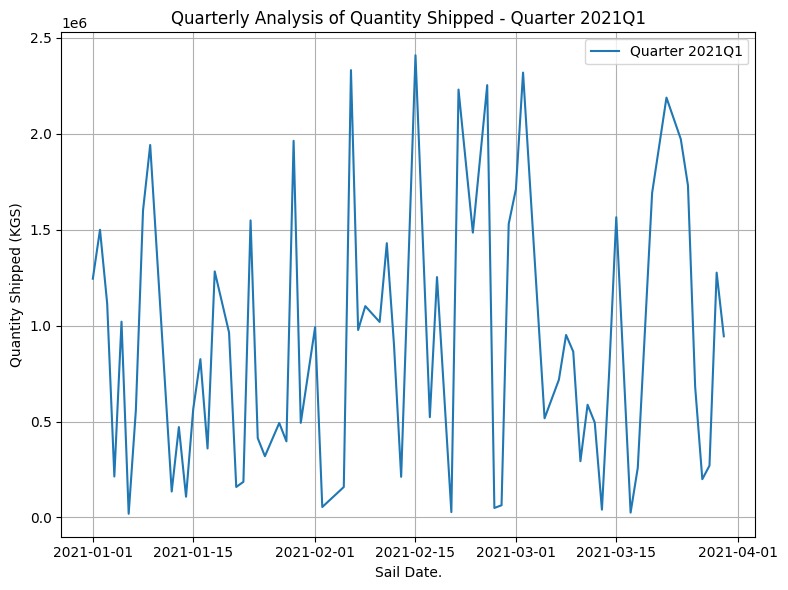 Quarterly Analysis of Quantity Shipped - Quarter 2021Q1
1e6
Quarter 2021Q1
2.5
2.0
1.5
1.0
0.5
0.0
Quantity Shipped (KGS)
2021-01-01 2021-01-15 2021-02-01 2021-02-15 2021-03-01 2021-03-15 2021-04-01
Sail Date.